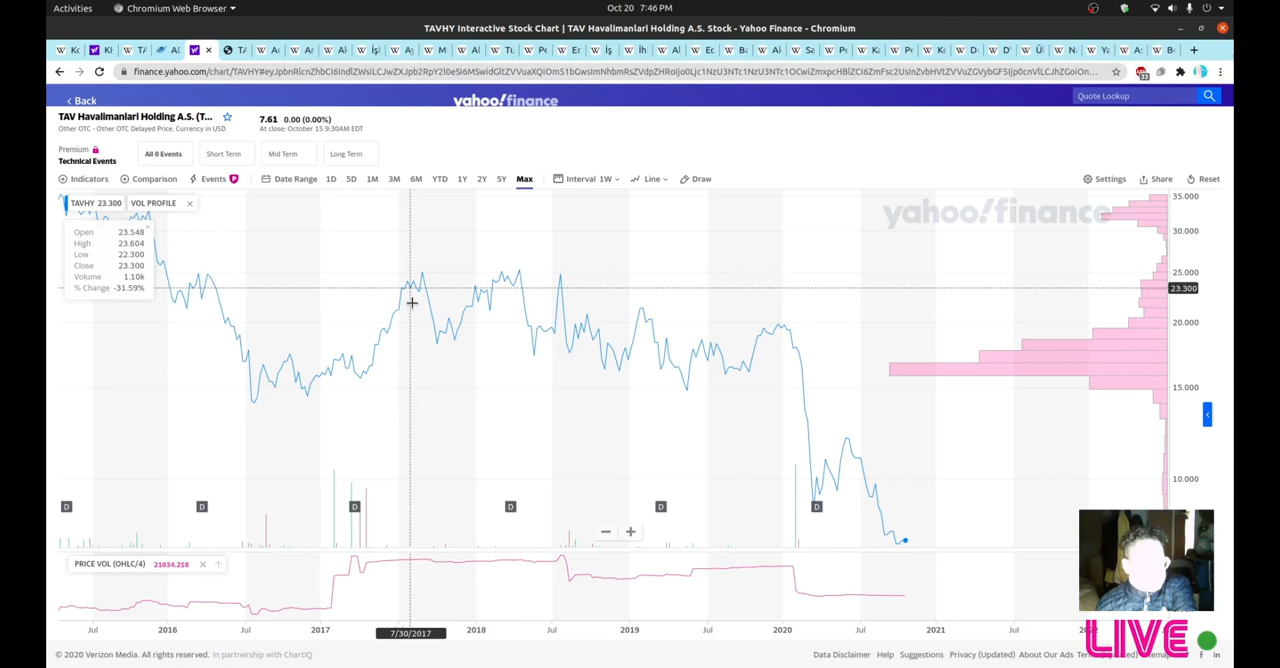 Activities
Chromium Web Browser
Oct 20 7:46 PM
TAVHY Interactive Stock Chart | TAV Havalimanlari Holding A.S. Stock - Yahoo Finance - Chromium
Back
yahoo!finance
Quote Lookup
TAV Havalimanlari Holding A.S. (T...
7.61 0.00 (0.00%)
Other OTC - Other OTC Delayed Price. Currency in USD
At close: October 15 9:30AM EDT
Premium
Technical Events
All 0 Events
Short Term
Mid Term
Long Term
Indicators
Comparison
Events
Date Range
1D 5D 1M 3M 6M YTD 1Y 2Y 5Y Max
Interval 1W
Line
Draw
Settings
Share
Reset
TAVHY 23.300
VOL PROFILE
Open 23.548
High 23.604
Low 22.300
Close 23.300
Volume 1.10k
% Change -31.59%
yahoo!finance
35.000
30.000
25.000
23.300
20.000
15.000
10.000
D D D D D D
PRICE VOL (OHLC/4) 21034.218
Jul 2016 Jul 2017 7/30/2017 2018 Jul 2019 Jul 2020 Jul 2021 Jul
LIVE
© 2020 Verizon Media. All rights reserved. In partnership with ChartIQ
Data Disclaimer Help Suggestions Privacy (Updated) About Our Ads